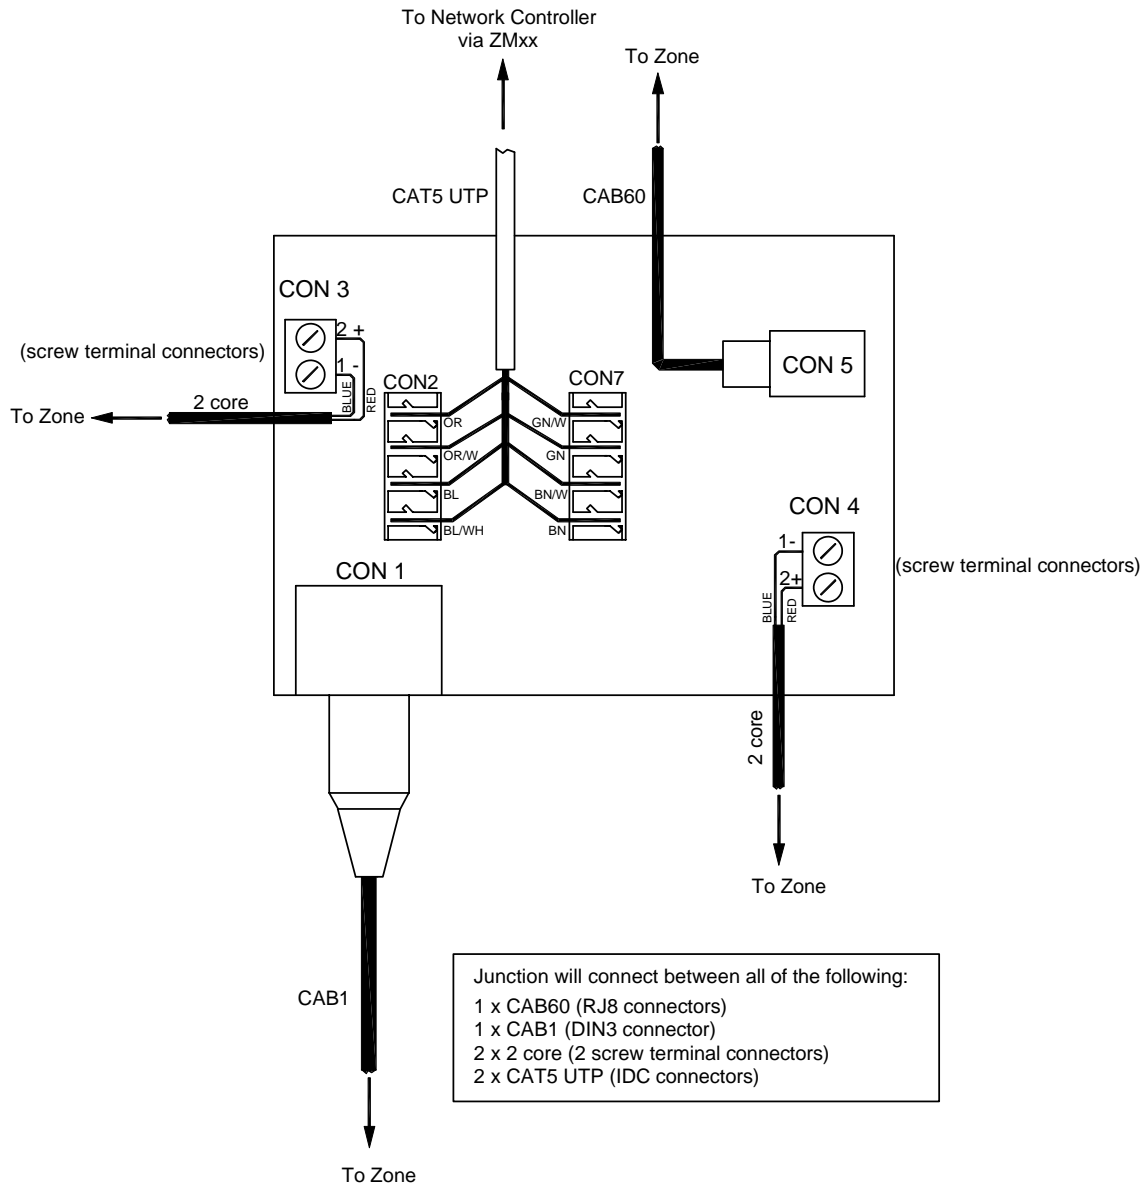 To Network Controller
via ZMxx
To Zone
CAT5 UTP
CAB60
CON 3
2 +
(screw terminal connectors)
1 -
CON 5
BLUE
RED
CON2
CON7
To Zone
2 core
OR
GN/W
OR/W
GN
BL
BN/W
CON 4
BL/WH
BN
1-
(screw terminal connectors)
CON 1
2+
BLUE
RED
2 core
To Zone
CAB1
Junction will connect between all of the following:
1 x CAB60 (RJ8 connectors)
1 x CAB1 (DIN3 connector)
2 x 2 core (2 screw terminal connectors)
2 x CAT5 UTP (IDC connectors)
To Zone